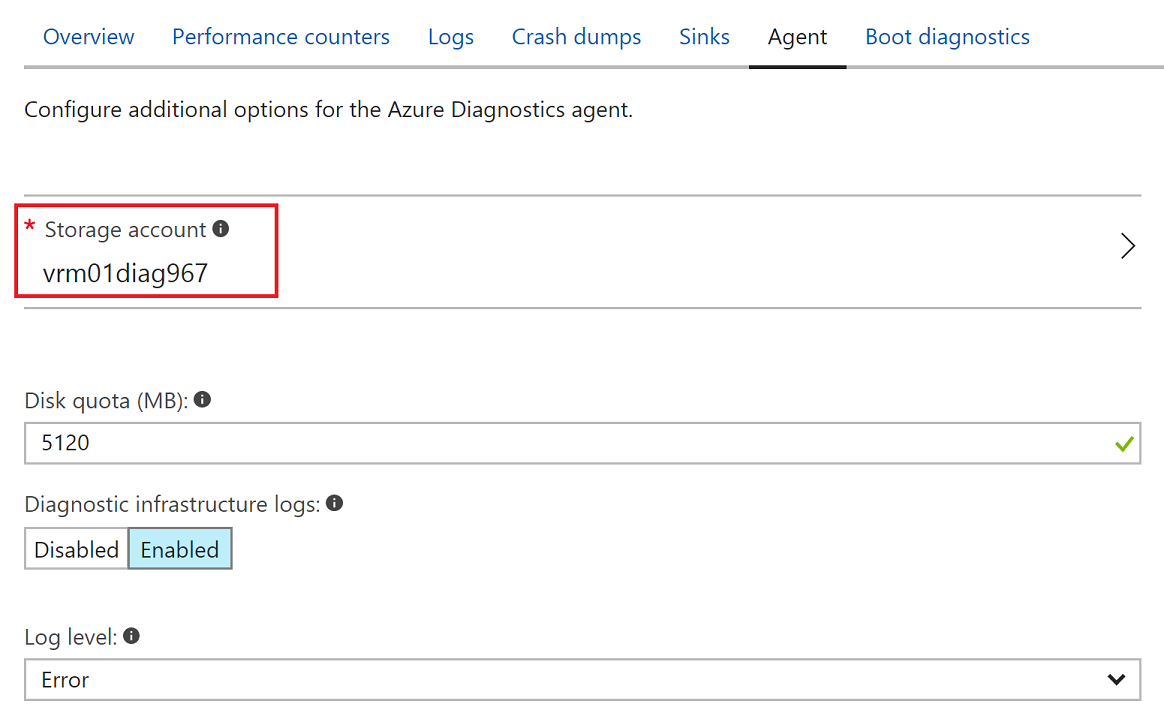 Overview Performance counters Logs Crash dumps Sinks Agent Boot diagnostics
Configure additional options for the Azure Diagnostics agent.
* Storage account
vrm01diag967
Disk quota (MB):
5120
Diagnostic infrastructure logs:
Disabled Enabled
Log level:
Error